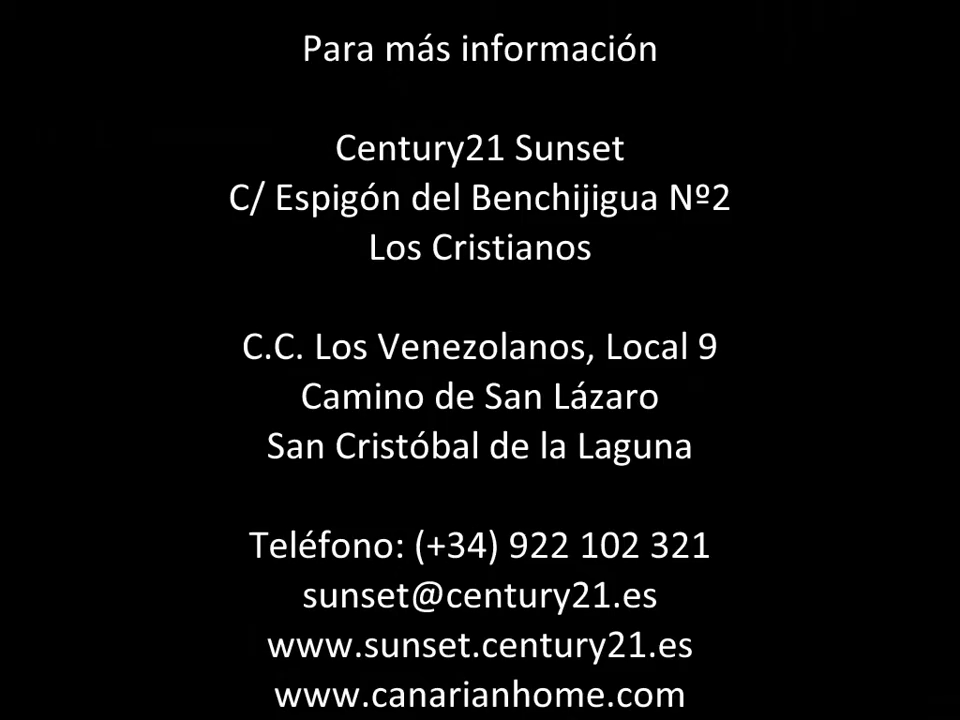 Para más información
Century21 Sunset
C/ Espigón del Benchijigua Nº2
Los Cristianos
C.C. Los Venezolanos, Local 9
Camino de San Lázaro
San Cristóbal de la Laguna
Teléfono: (+34) 922 102 321
sunset@century21.es
www.sunset.century21.es
www.canarianhome.com